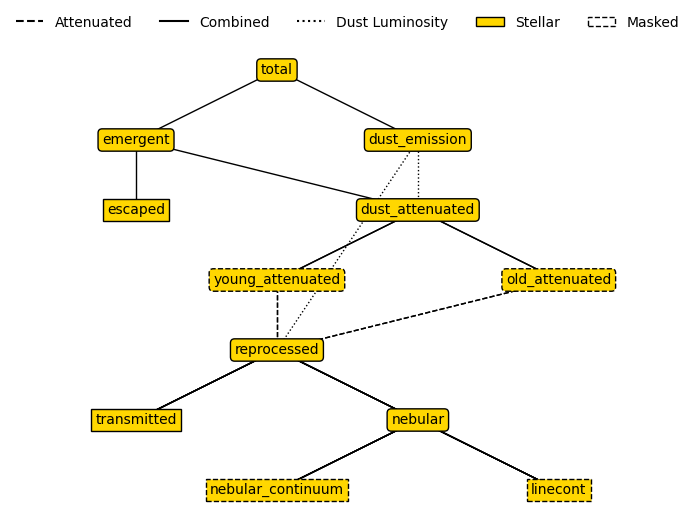 Attenuated Combined Dust Luminosity Stellar Masked
total
emergent dust_emission
escaped dust_attenuated
young_attenuated old_attenuated
reprocessed
transmitted nebular
nebular_continuum linecont